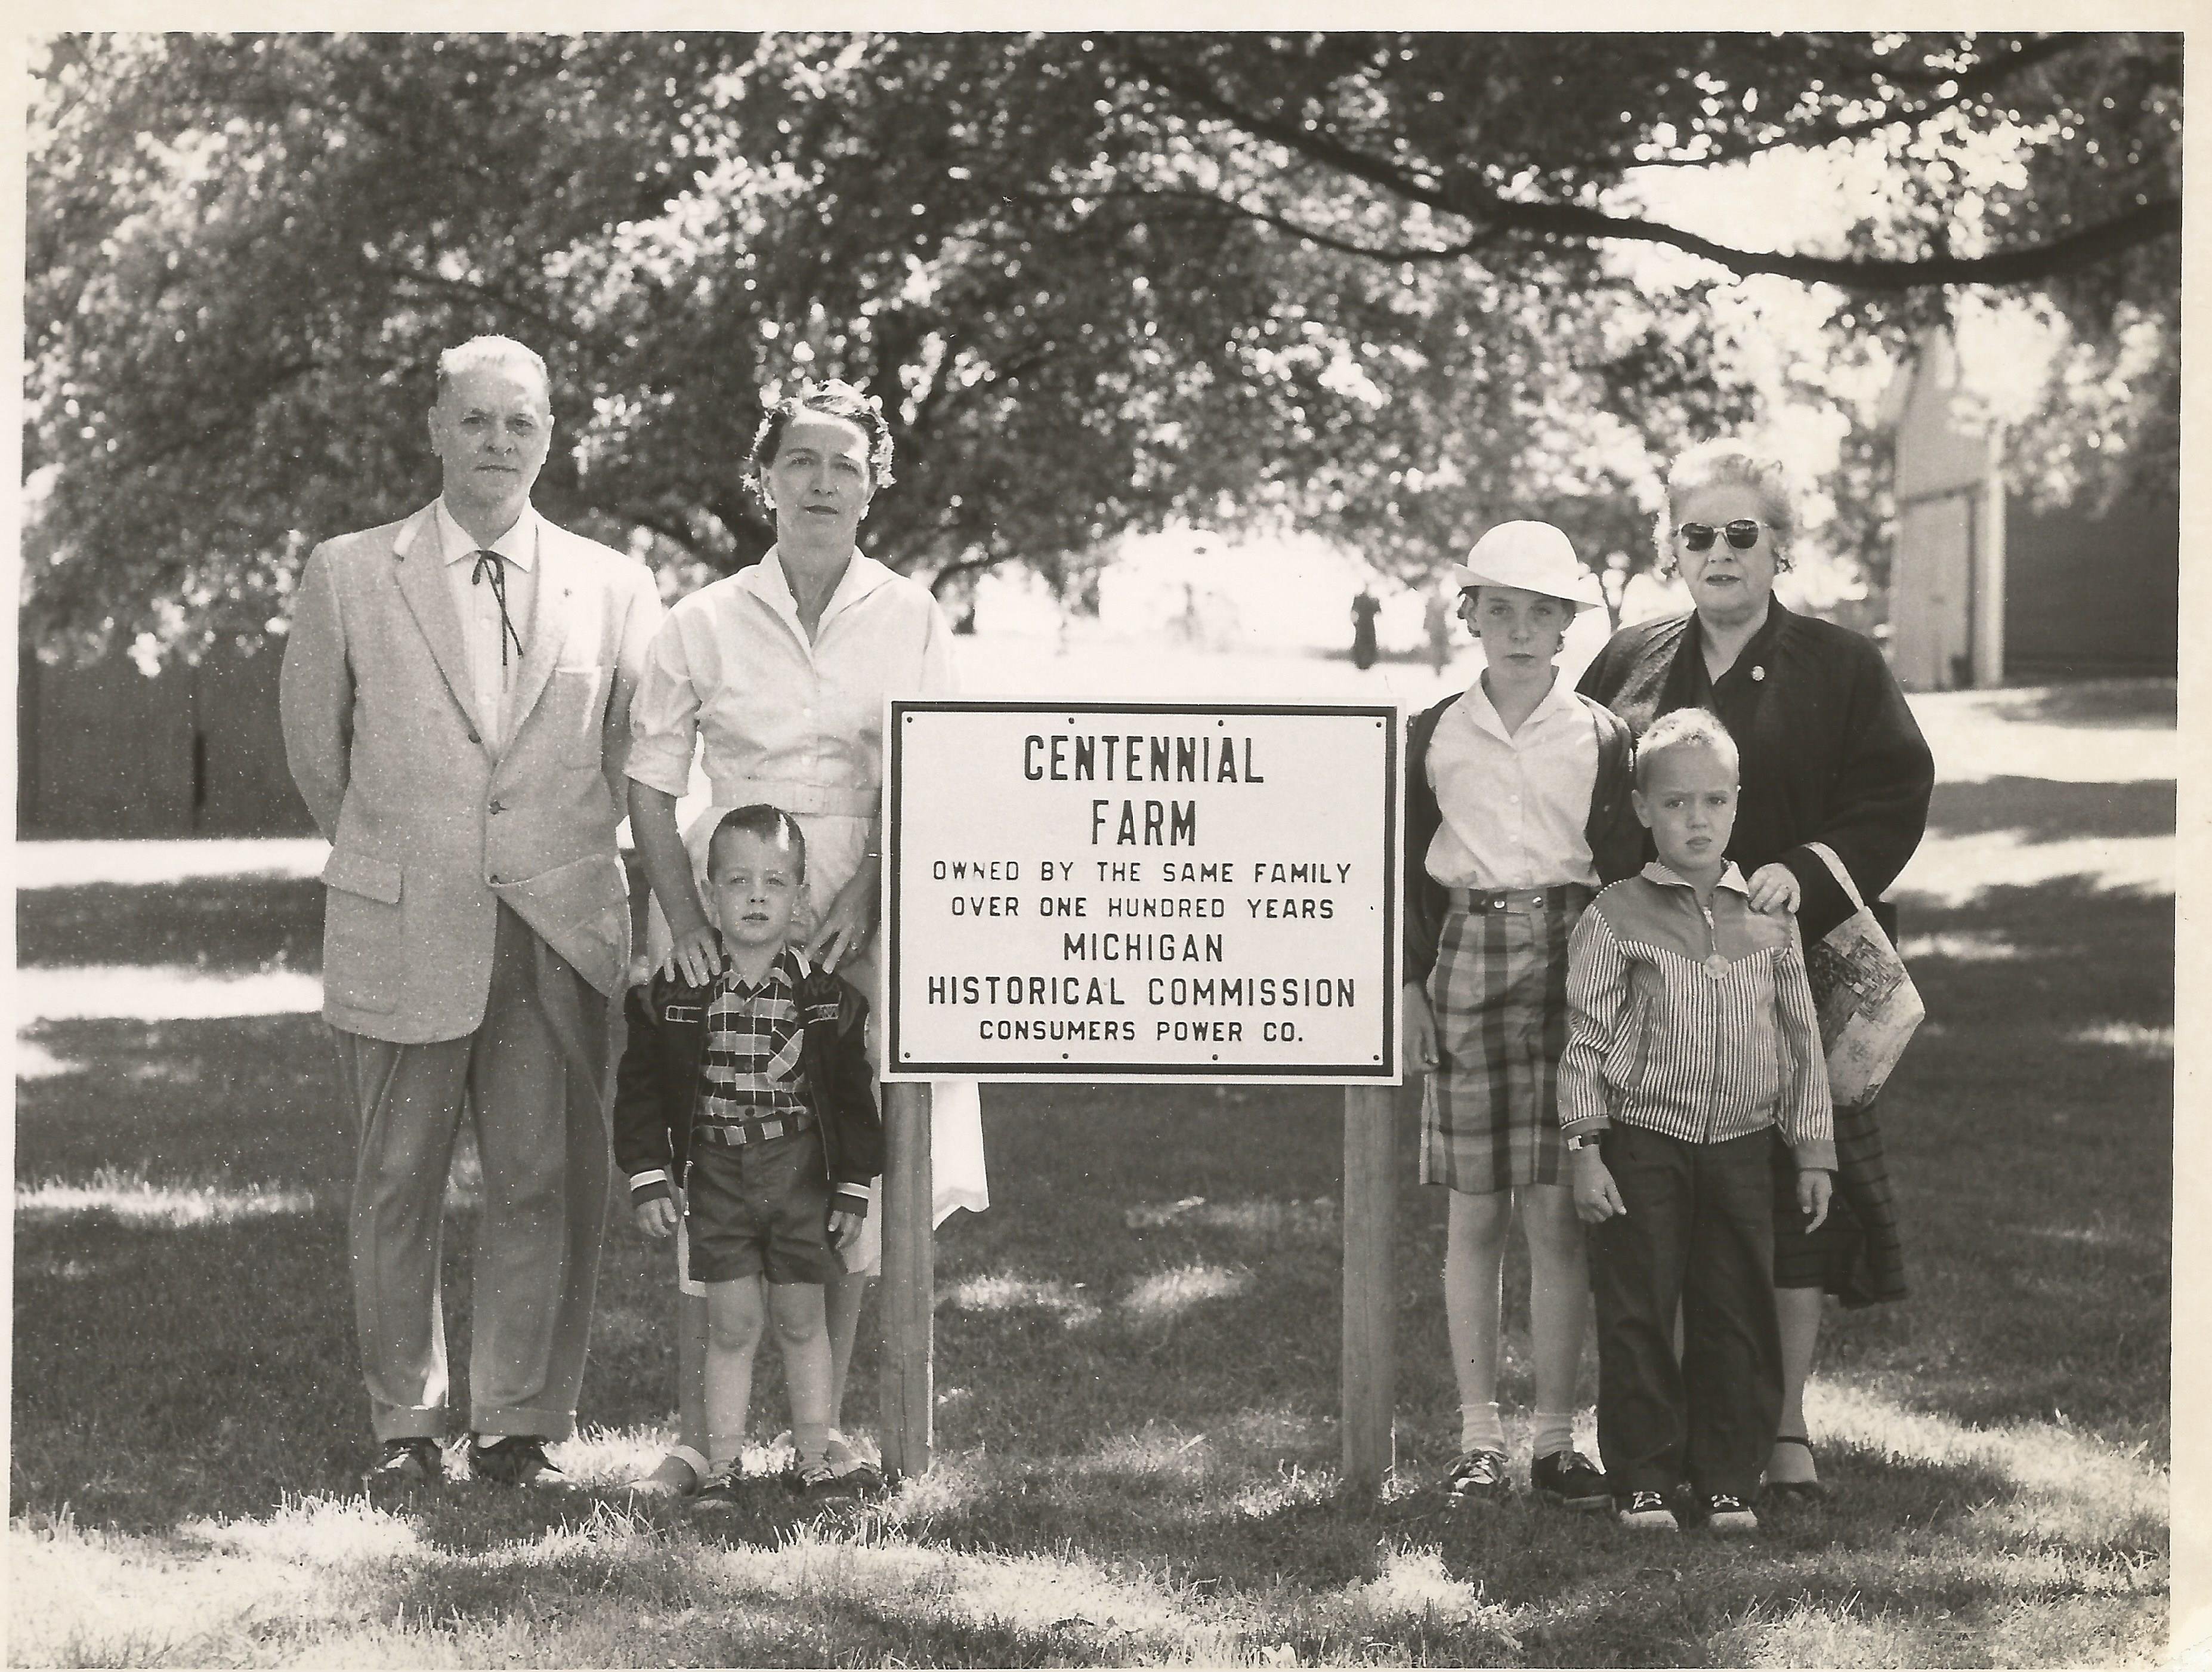 CENTENNIAL
FARM
OWNED BY THE SAME FAMILY
OVER ONE HUNDRED YEARS
MICHIGAN
HISTORICAL COMMISSION
CONSUMERS POWER CO.